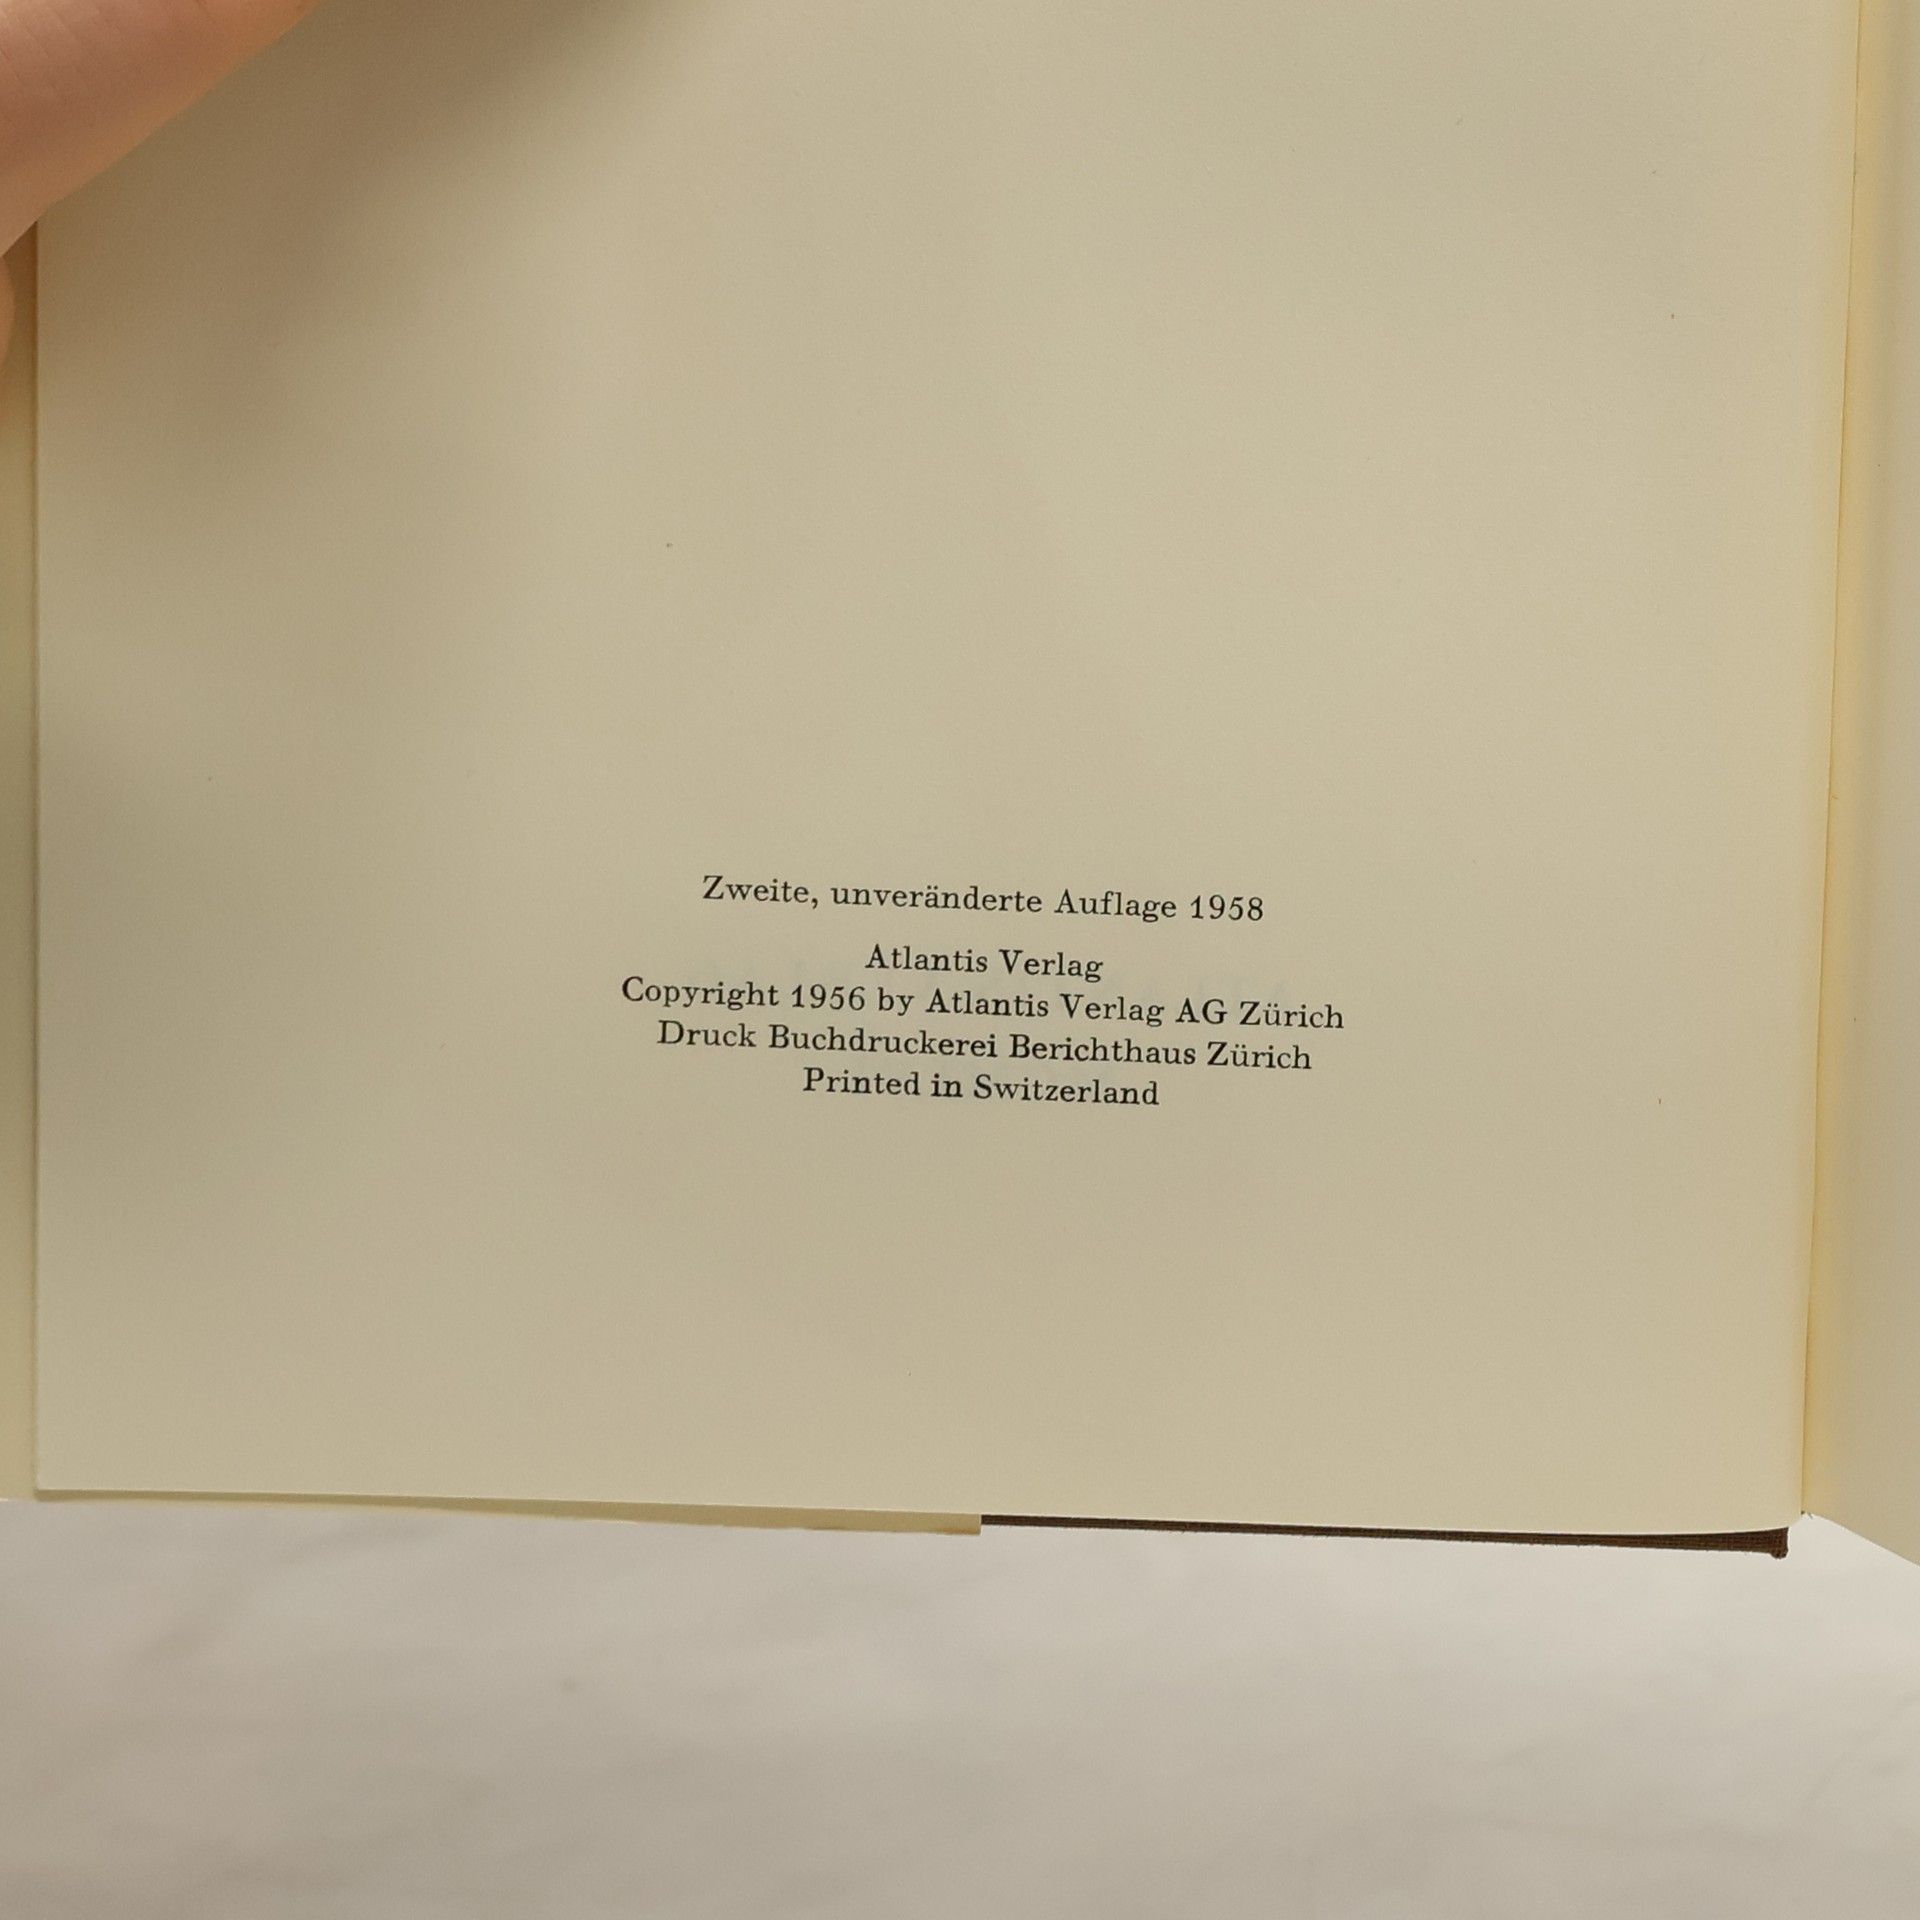 Zweite, unveränderte Auflage 1958
Atlantis Verlag
Copyright 1956 by Atlantis Verlag AG Zürich
Druck Buchdruckerei Berichthaus Zürich
Printed in Switzerland